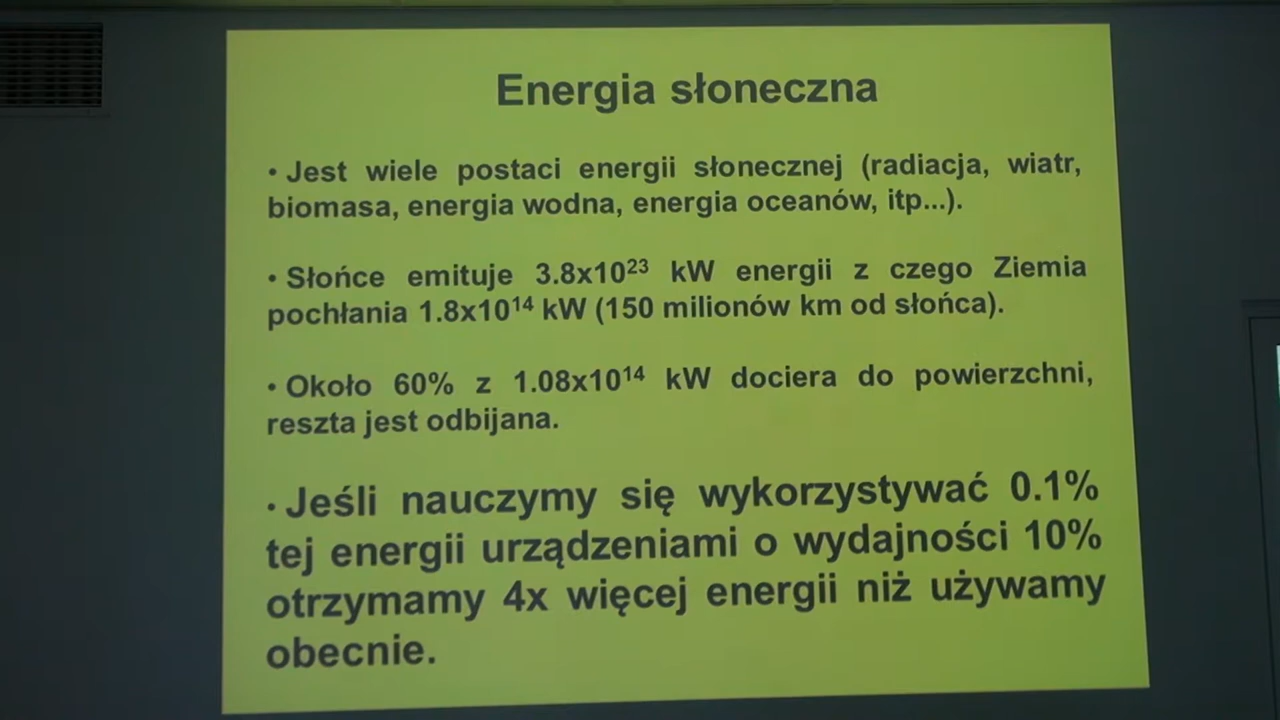 Energia słoneczna
• Jest wiele postaci energii słonecznej (radiacja, wiatr,
biomasa, energia wodna, energia oceanów, itp...).
• Słońce emituje 3.8x10²³ kW energii z czego Ziemia
pochłania 1.8x10¹⁴ kW (150 milionów km od słońca).
• Około 60% z 1.08x10¹⁴ kW dociera do powierzchni,
reszta jest odbijana.
• Jeśli nauczymy się wykorzystywać 0.1%
tej energii urządzeniami o wydajności 10%
otrzymamy 4x więcej energii niż używamy
obecnie.